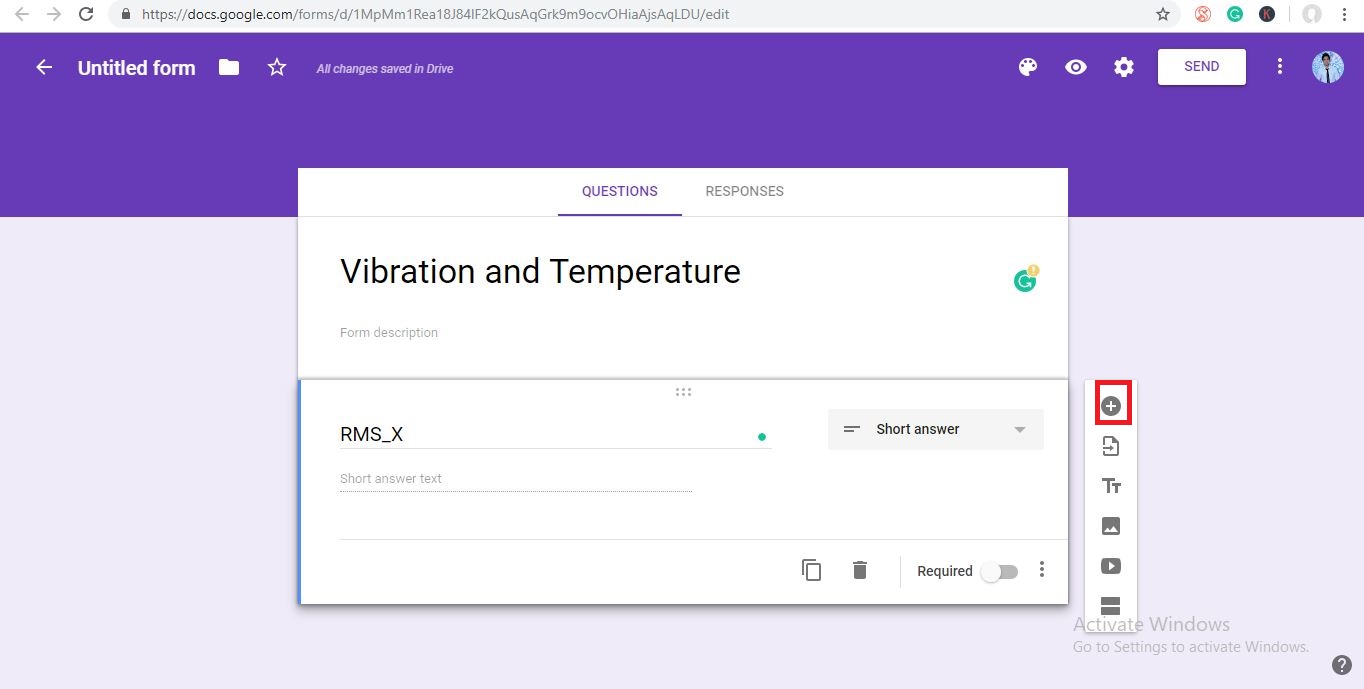 https://docs.google.com/forms/d/1MpMm1Rea18J84lF2kQusAqGrk9m9ocvOHiaAjsAqLDU/edit
Untitled form
All changes saved in Drive
SEND
QUESTIONS
RESPONSES
Vibration and Temperature
Form description
RMS_X
Short answer
Short answer text
Required
Activate Windows
Go to Settings to activate Windows.